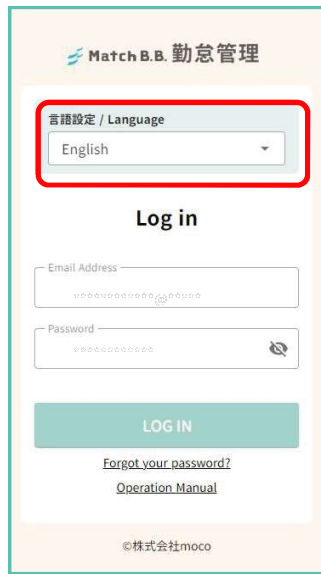 Match B.B. 勤怠管理
言語設定 / Language
English
Log in
Email Address
************@*****
Password
************
LOG IN
Forgot your password?
Operation Manual
©株式会社moco